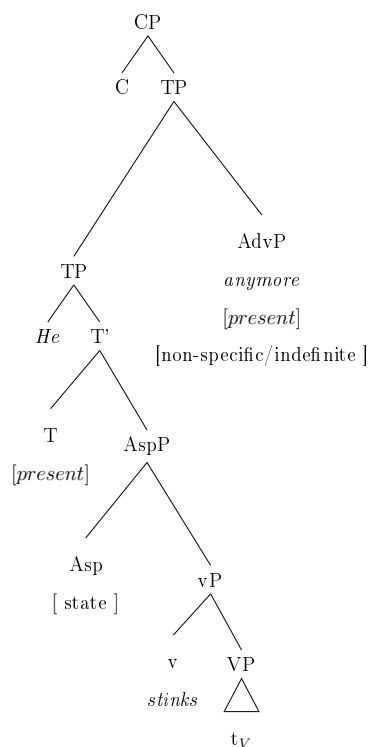 CP
C TP
AdvP
anymore
TP
[present]
He T'
[non-specific/indefinite ]
T
AspP
[present]
Asp
vP
[ state ]
v VP
stinks
t_V